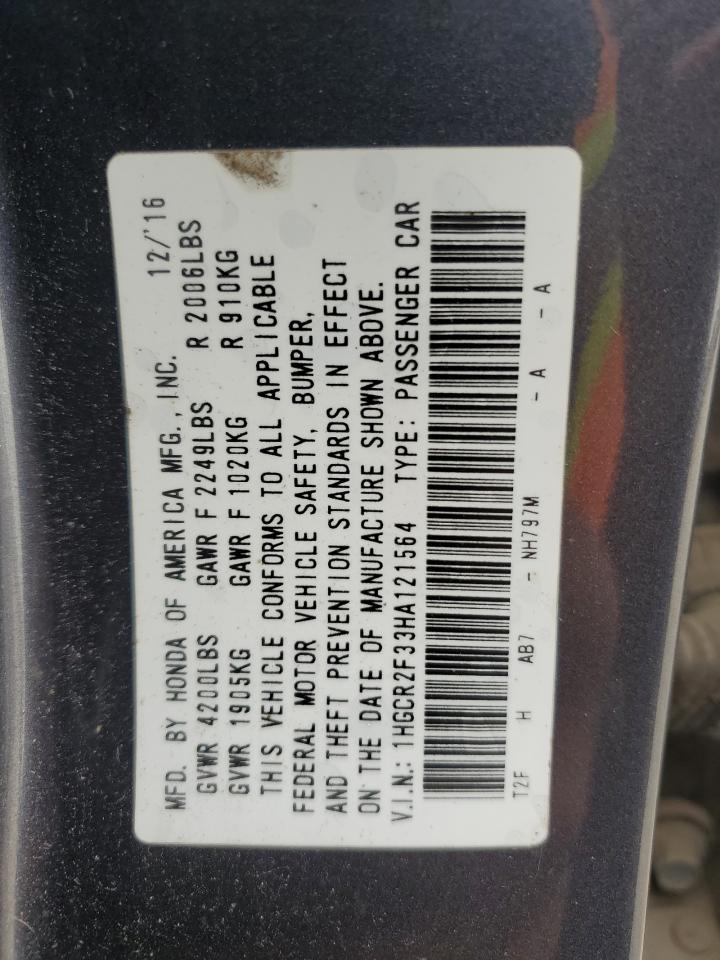 MFD. BY HONDA OF AMERICA MFG., INC. 12/'16
GVWR 4200LBS GAWR F 2249LBS R 2006LBS
GVWR 1905KG GAWR F 1020KG R 910KG
THIS VEHICLE CONFORMS TO ALL APPLICABLE
FEDERAL MOTOR VEHICLE SAFETY, BUMPER,
AND THEFT PREVENTION STANDARDS IN EFFECT
ON THE DATE OF MANUFACTURE SHOWN ABOVE.
V.I.N.: 1HGCR2F33HA121564 TYPE: PASSENGER CAR
T2F H AB7 - NH797M - A - A